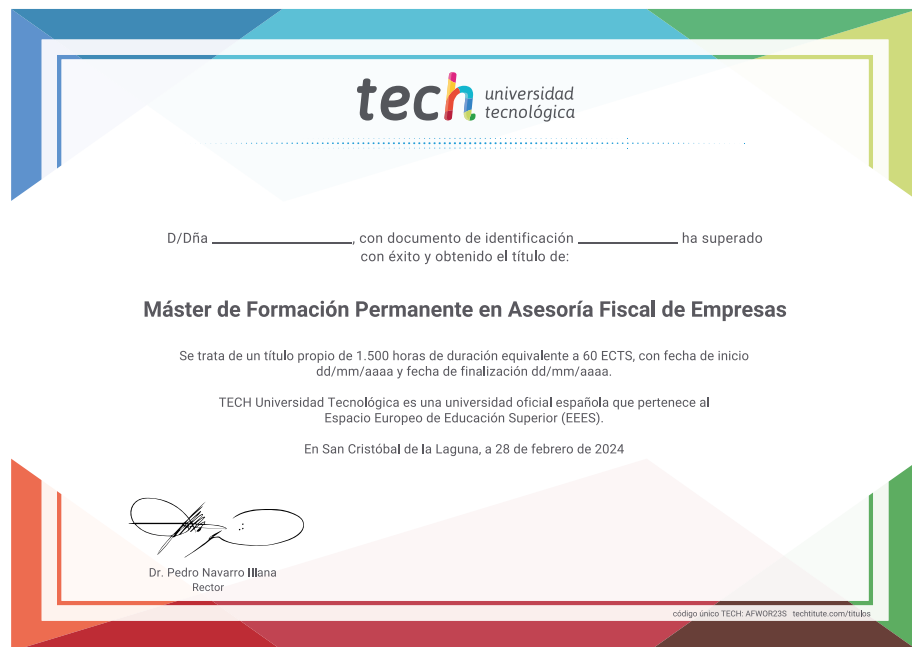 tech universidad
tecnológica
D/Dña ________________, con documento de identificación ____________ ha superado
con éxito y obtenido el título de:
Máster de Formación Permanente en Asesoría Fiscal de Empresas
Se trata de un título propio de 1.500 horas de duración equivalente a 60 ECTS, con fecha de inicio
dd/mm/aaaa y fecha de finalización dd/mm/aaaa.
TECH Universidad Tecnológica es una universidad oficial española que pertenece al
Espacio Europeo de Educación Superior (EEES).
En San Cristóbal de la Laguna, a 28 de febrero de 2024
Dr. Pedro Navarro Illana
Rector
código único TECH: AFWOR23S techtitute.com/titulos